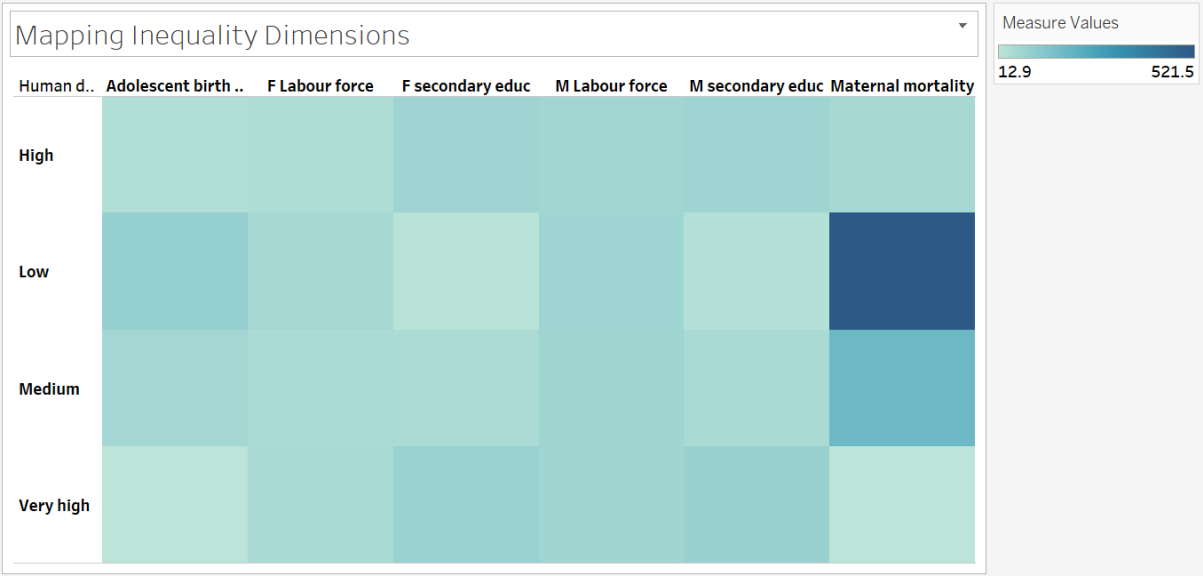 Mapping Inequality Dimensions
Measure Values
12.9 521.5
Human d.. Adolescent birth .. F Labour force F secondary educ M Labour force M secondary educ Maternal mortality
High
Low
Medium
Very high